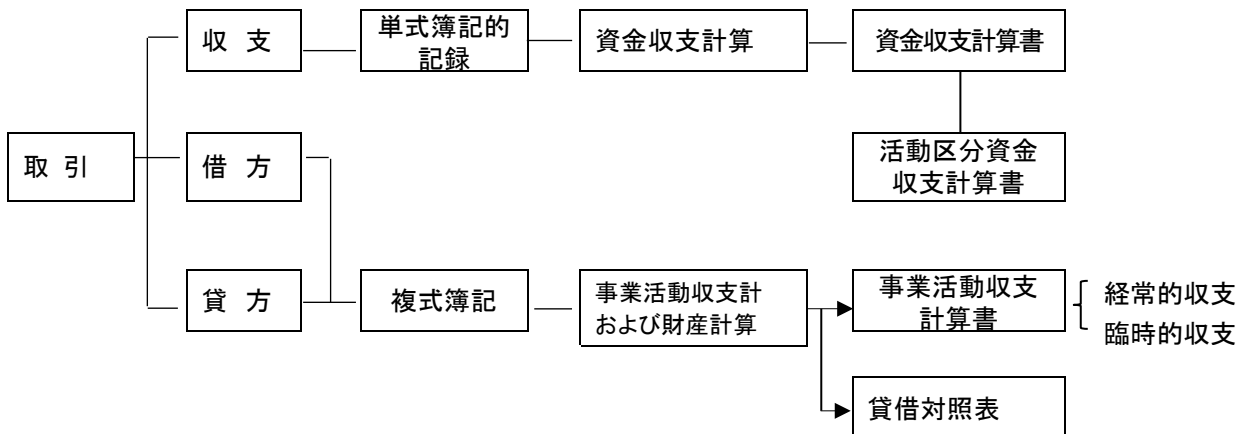 収 支
単式簿記的
記録
資金収支計算
資金収支計算書
取 引
借 方
活動区分資金
収支計算書
貸 方
複式簿記
事業活動収支計
および財産計算
事業活動収支
計算書
経常的収支
臨時的収支
貸借対照表